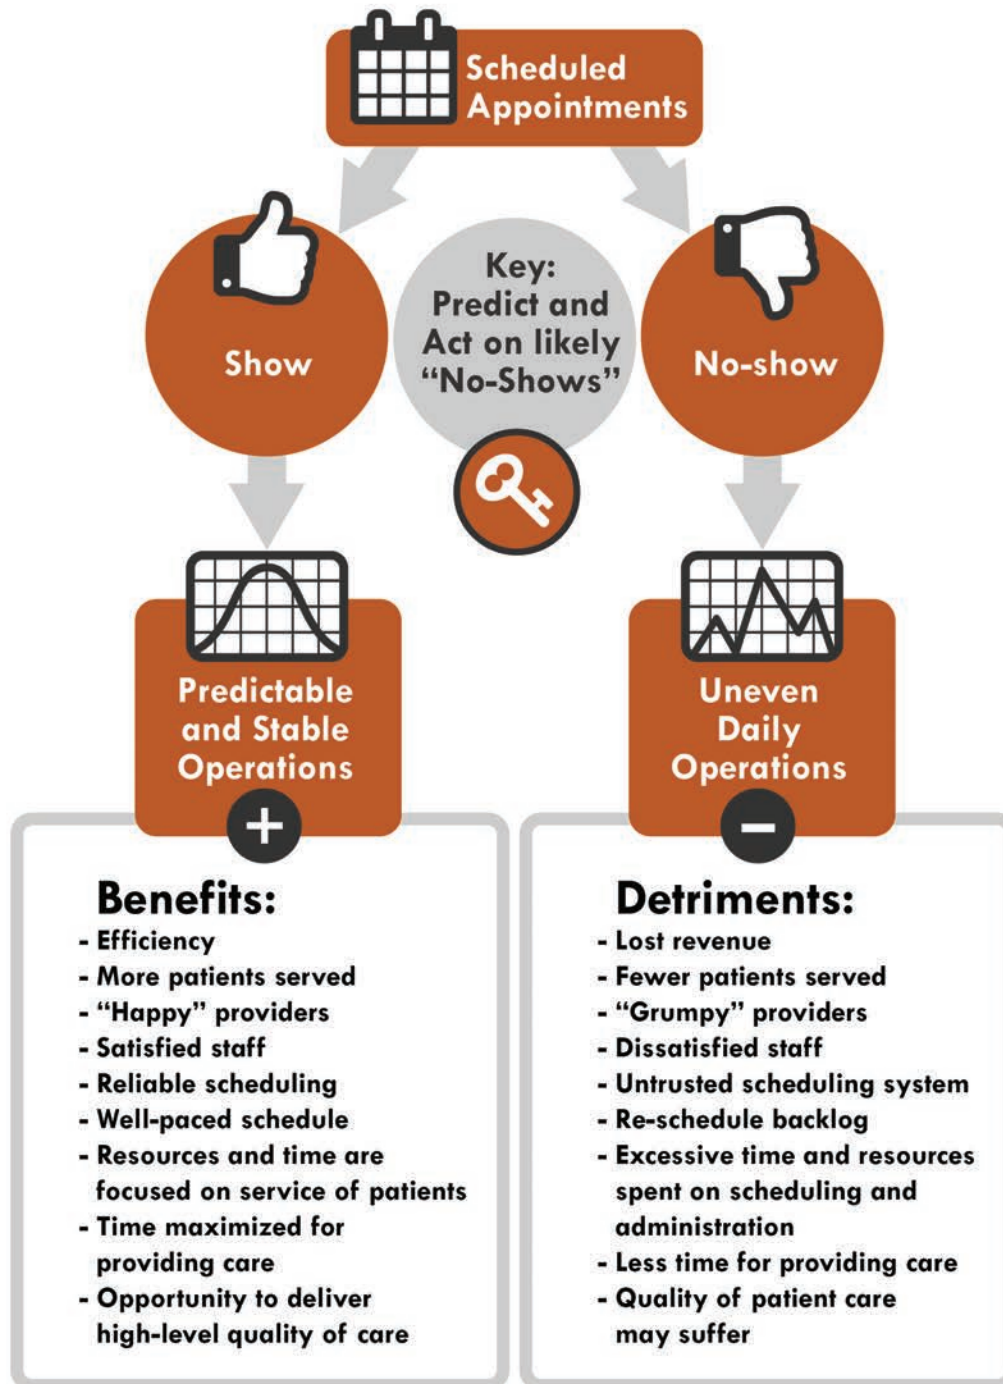 Scheduled
Appointments
Show
Key:
Predict and
Act on likely
“No-Shows”
No-show
Predictable
and Stable
Operations
+
Uneven
Daily
Operations
–
Benefits:
- Efficiency
- More patients served
- “Happy” providers
- Satisfied staff
- Reliable scheduling
- Well-paced schedule
- Resources and time are
focused on service of patients
- Time maximized for
providing care
- Opportunity to deliver
high-level quality of care
Detriments:
- Lost revenue
- Fewer patients served
- “Grumpy” providers
- Dissatisfied staff
- Untrusted scheduling system
- Re-schedule backlog
- Excessive time and resources
spent on scheduling and
administration
- Less time for providing care
- Quality of patient care
may suffer